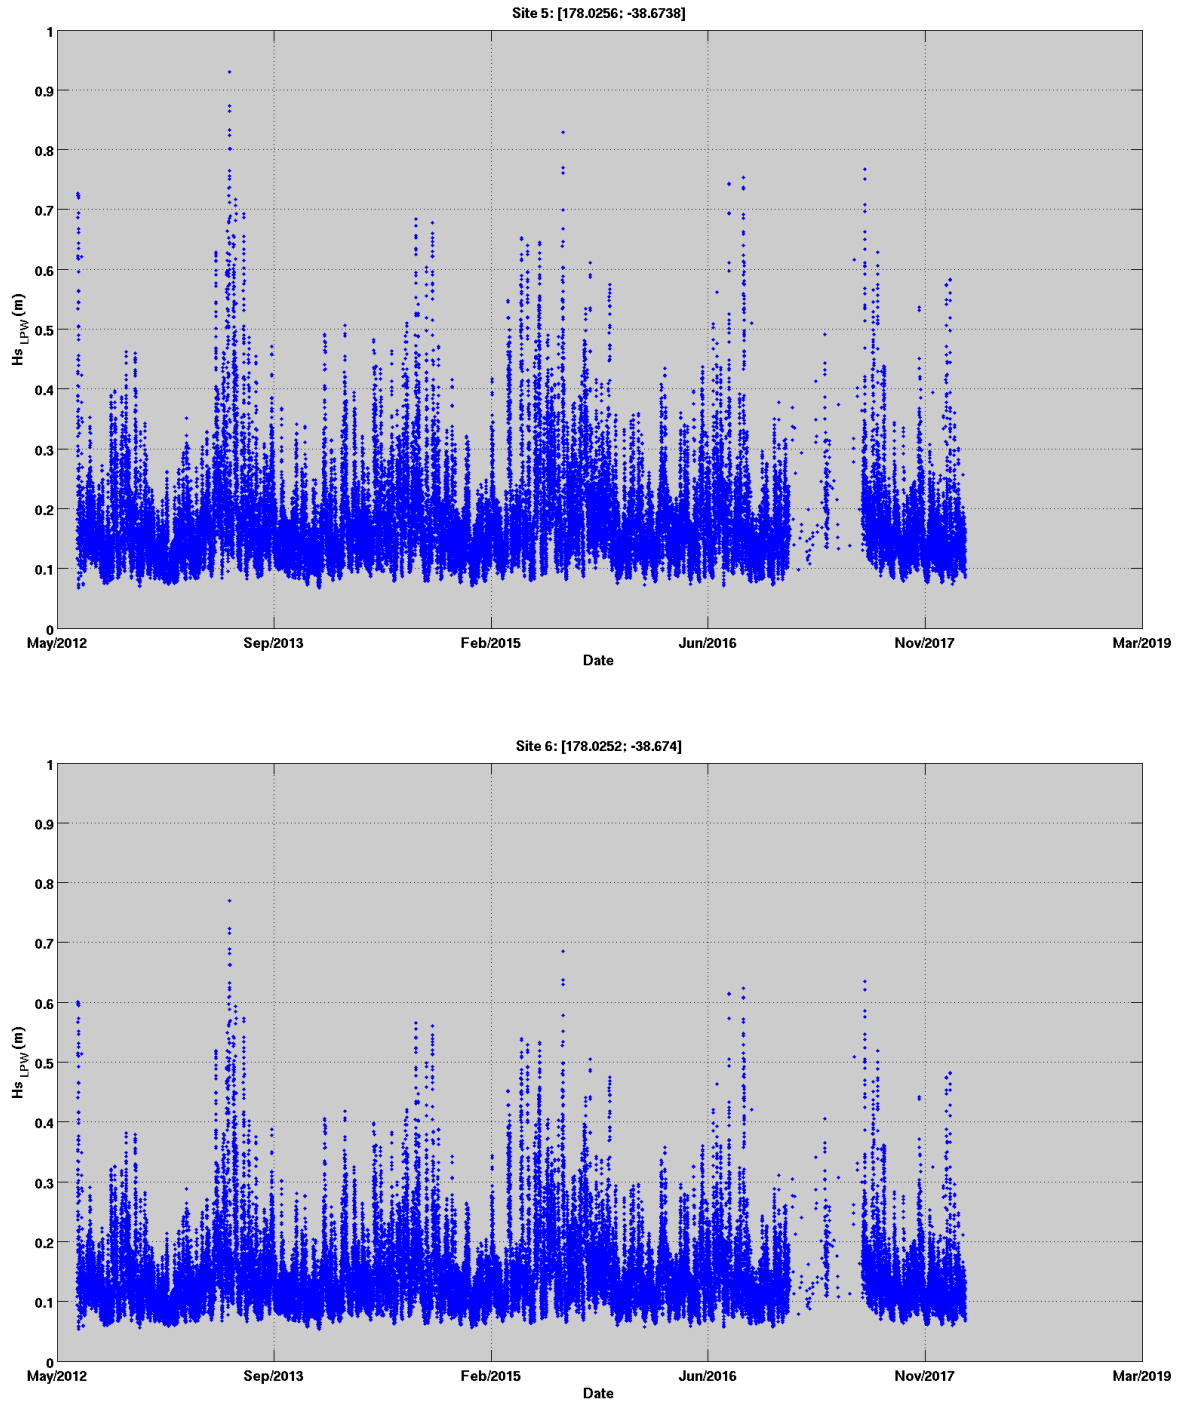 Site 5: [178.0256; -38.6738]
1
0.9
0.8
0.7
0.6
0.5
0.4
0.3
0.2
0.1
0
Hs LPW (m)
May/2012 Sep/2013 Feb/2015 Jun/2016 Nov/2017 Mar/2019
Date
Site 6: [178.0252; -38.674]
1
0.9
0.8
0.7
0.6
0.5
0.4
0.3
0.2
0.1
0
Hs LPW (m)
May/2012 Sep/2013 Feb/2015 Jun/2016 Nov/2017 Mar/2019
Date